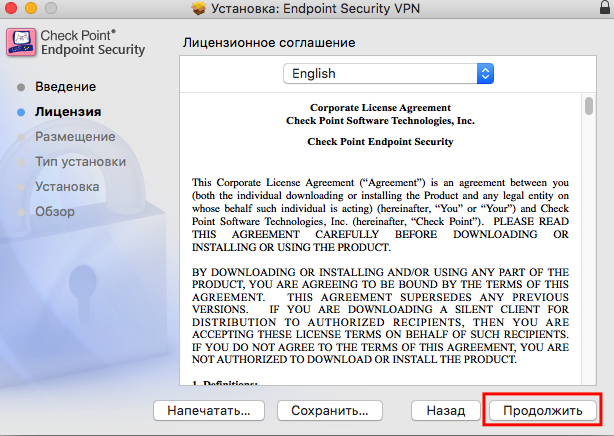 Установка: Endpoint Security VPN
Check Point®
Endpoint Security
Введение
Лицензия
Размещение
Тип установки
Установка
Обзор
Лицензионное соглашение
English
Corporate License Agreement
Check Point Software Technologies, Inc.
Check Point Endpoint Security
This Corporate License Agreement (“Agreement”) is an agreement between you
(both the individual downloading or installing the Product and any legal entity on
whose behalf such individual is acting) (hereinafter, “You” or “Your”) and Check
Point Software Technologies, Inc. (hereinafter, “Check Point”). PLEASE READ
THIS AGREEMENT CAREFULLY BEFORE DOWNLOADING OR
INSTALLING OR USING THE PRODUCT.
BY DOWNLOADING OR INSTALLING AND/OR USING ANY PART OF THE
PRODUCT, YOU ARE AGREEING TO BE BOUND BY THE TERMS OF THIS
AGREEMENT. THIS AGREEMENT SUPERSEDES ANY PREVIOUS
VERSIONS. IF YOU ARE DOWNLOADING A SILENT CLIENT FOR
DISTRIBUTION TO AUTHORIZED RECIPIENTS, THEN YOU ARE
ACCEPTING THESE LICENSE TERMS ON BEHALF OF SUCH RECIPIENTS.
IF YOU DO NOT AGREE TO THE TERMS OF THIS AGREEMENT, YOU ARE
NOT AUTHORIZED TO DOWNLOAD OR INSTALL THE PRODUCT.
1. Definitions:
Напечатать...
Сохранить...
Назад
Продолжить